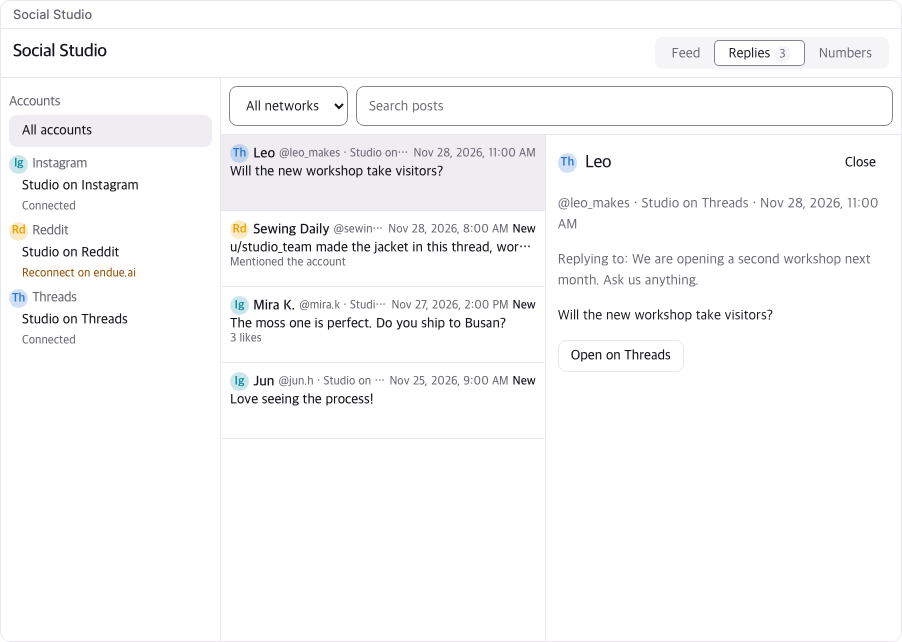 Social Studio
Social Studio
Feed
Replies 3
Numbers
Accounts
All accounts
Ig Instagram
Studio on Instagram
Connected
Rd Reddit
Studio on Reddit
Reconnect on endue.ai
Th Threads
Studio on Threads
Connected
All networks
Search posts
Th Leo @leo_makes · Studio on··· Nov 28, 2026, 11:00 AM
Will the new workshop take visitors?
Rd Sewing Daily @sewin··· Nov 28, 2026, 8:00 AM New
u/studio_team made the jacket in this thread, wor···
Mentioned the account
Ig Mira K. @mira.k · Studi··· Nov 27, 2026, 2:00 PM New
The moss one is perfect. Do you ship to Busan?
3 likes
Ig Jun @jun.h · Studio on ··· Nov 25, 2026, 9:00 AM New
Love seeing the process!
Th Leo
Close
@leo_makes · Studio on Threads · Nov 28, 2026, 11:00
AM
Replying to: We are opening a second workshop next
month. Ask us anything.
Will the new workshop take visitors?
Open on Threads